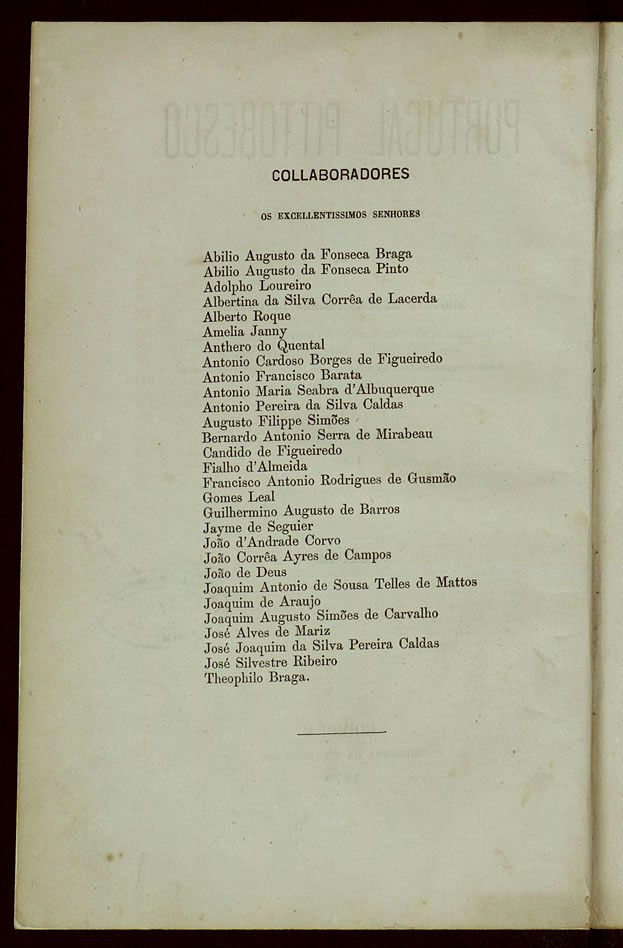 COLLABORADORES
OS EXCELLENTISSIMOS SENHORES
Abilio Augusto da Fonseca Braga
Abilio Augusto da Fonseca Pinto
Adolpho Loureiro
Albertina da Silva Corrêa de Lacerda
Alberto Roque
Amelia Janny
Anthero do Quental
Antonio Cardoso Borges de Figueiredo
Antonio Francisco Barata
Antonio Maria Seabra d'Albuquerque
Antonio Pereira da Silva Caldas
Augusto Filippe Simões
Bernardo Antonio Serra de Mirabeau
Candido de Figueiredo
Fialho d'Almeida
Francisco Antonio Rodrigues de Gusmão
Gomes Leal
Guilhermino Augusto de Barros
Jayme de Seguier
João d'Andrade Corvo
João Corrêa Ayres de Campos
João de Deus
Joaquim Antonio de Sousa Telles de Mattos
Joaquim de Araujo
Joaquim Augusto Simões de Carvalho
José Alves de Mariz
José Joaquim da Silva Pereira Caldas
José Silvestre Ribeiro
Theophilo Braga.